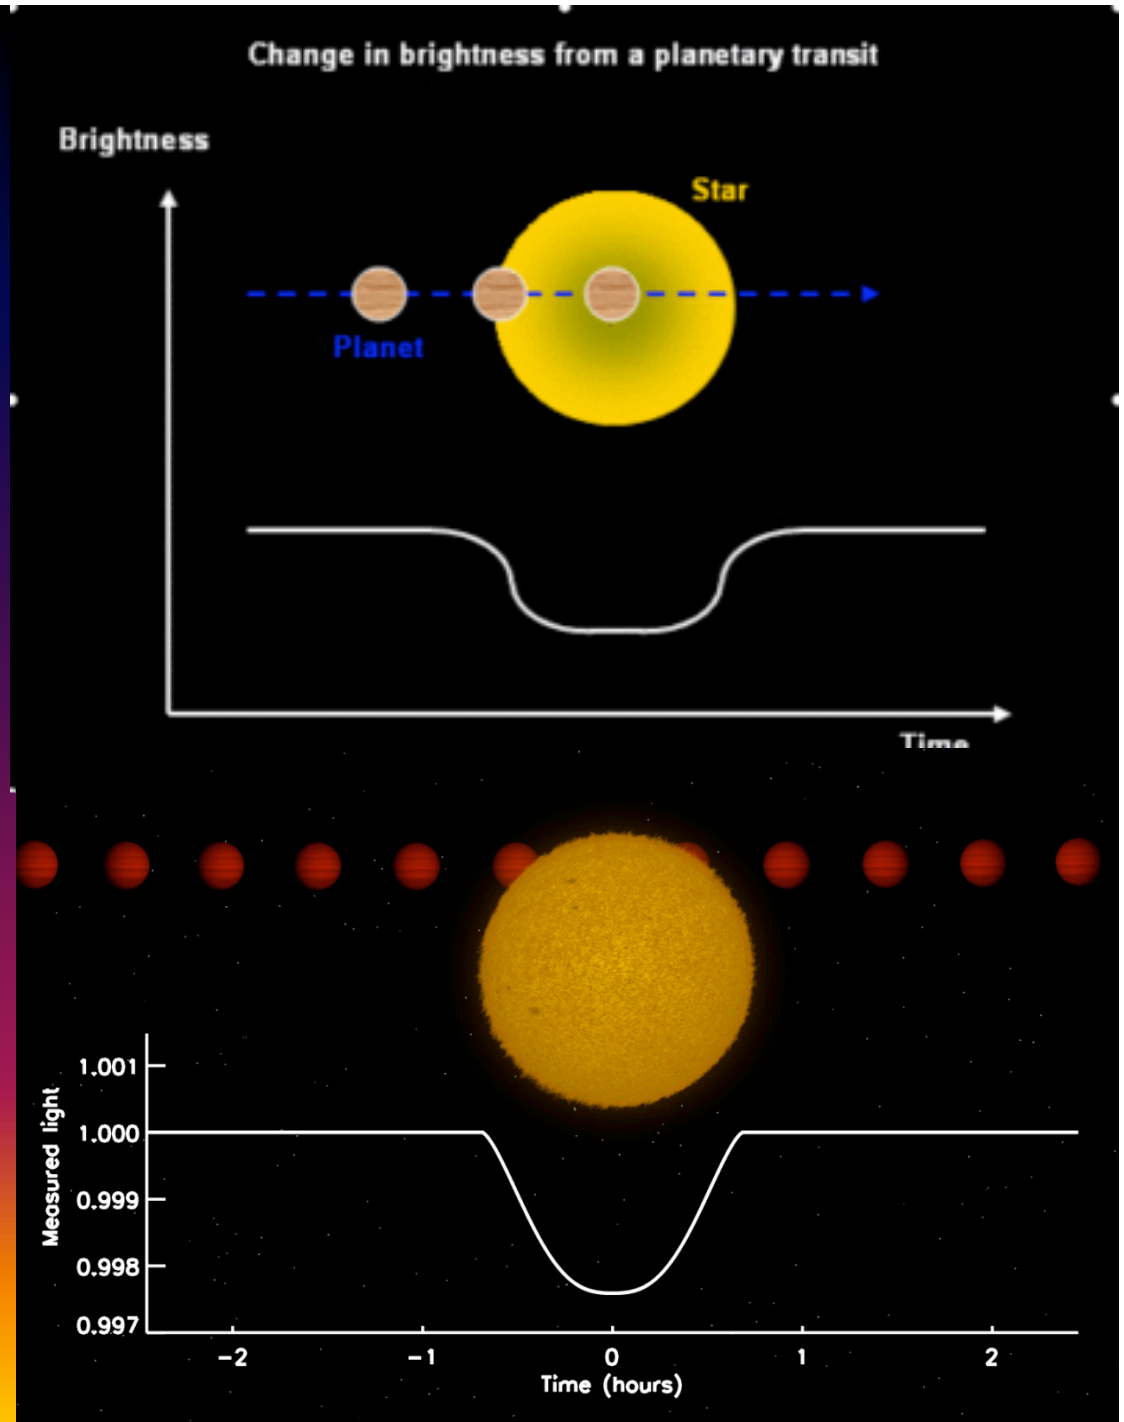 Change in brightness from a planetary transit
Brightness
Star
Planet
Time
1.001
1.000
0.999
0.998
0.997
Measured light
−2 −1 0 1 2
Time (hours)